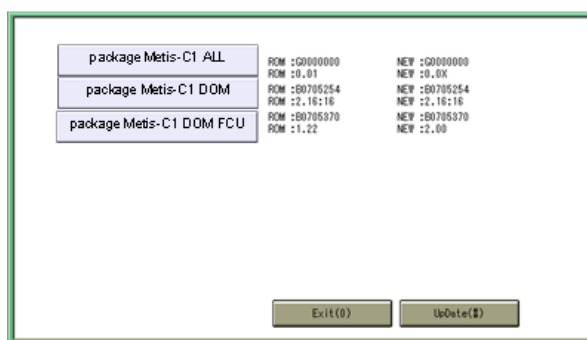 package Metis-C1 ALL
ROM :G0000000 NEW :G0000000
ROM :0.01 NEW :0.0X
package Metis-C1 DOM
ROM :B0705254 NEW :B0705254
ROM :2.16:16 NEW :2.16:16
package Metis-C1 DOM FCU
ROM :B0705370 NEW :B0705370
ROM :1.22 NEW :2.00
Exit(0) UpDate(#)